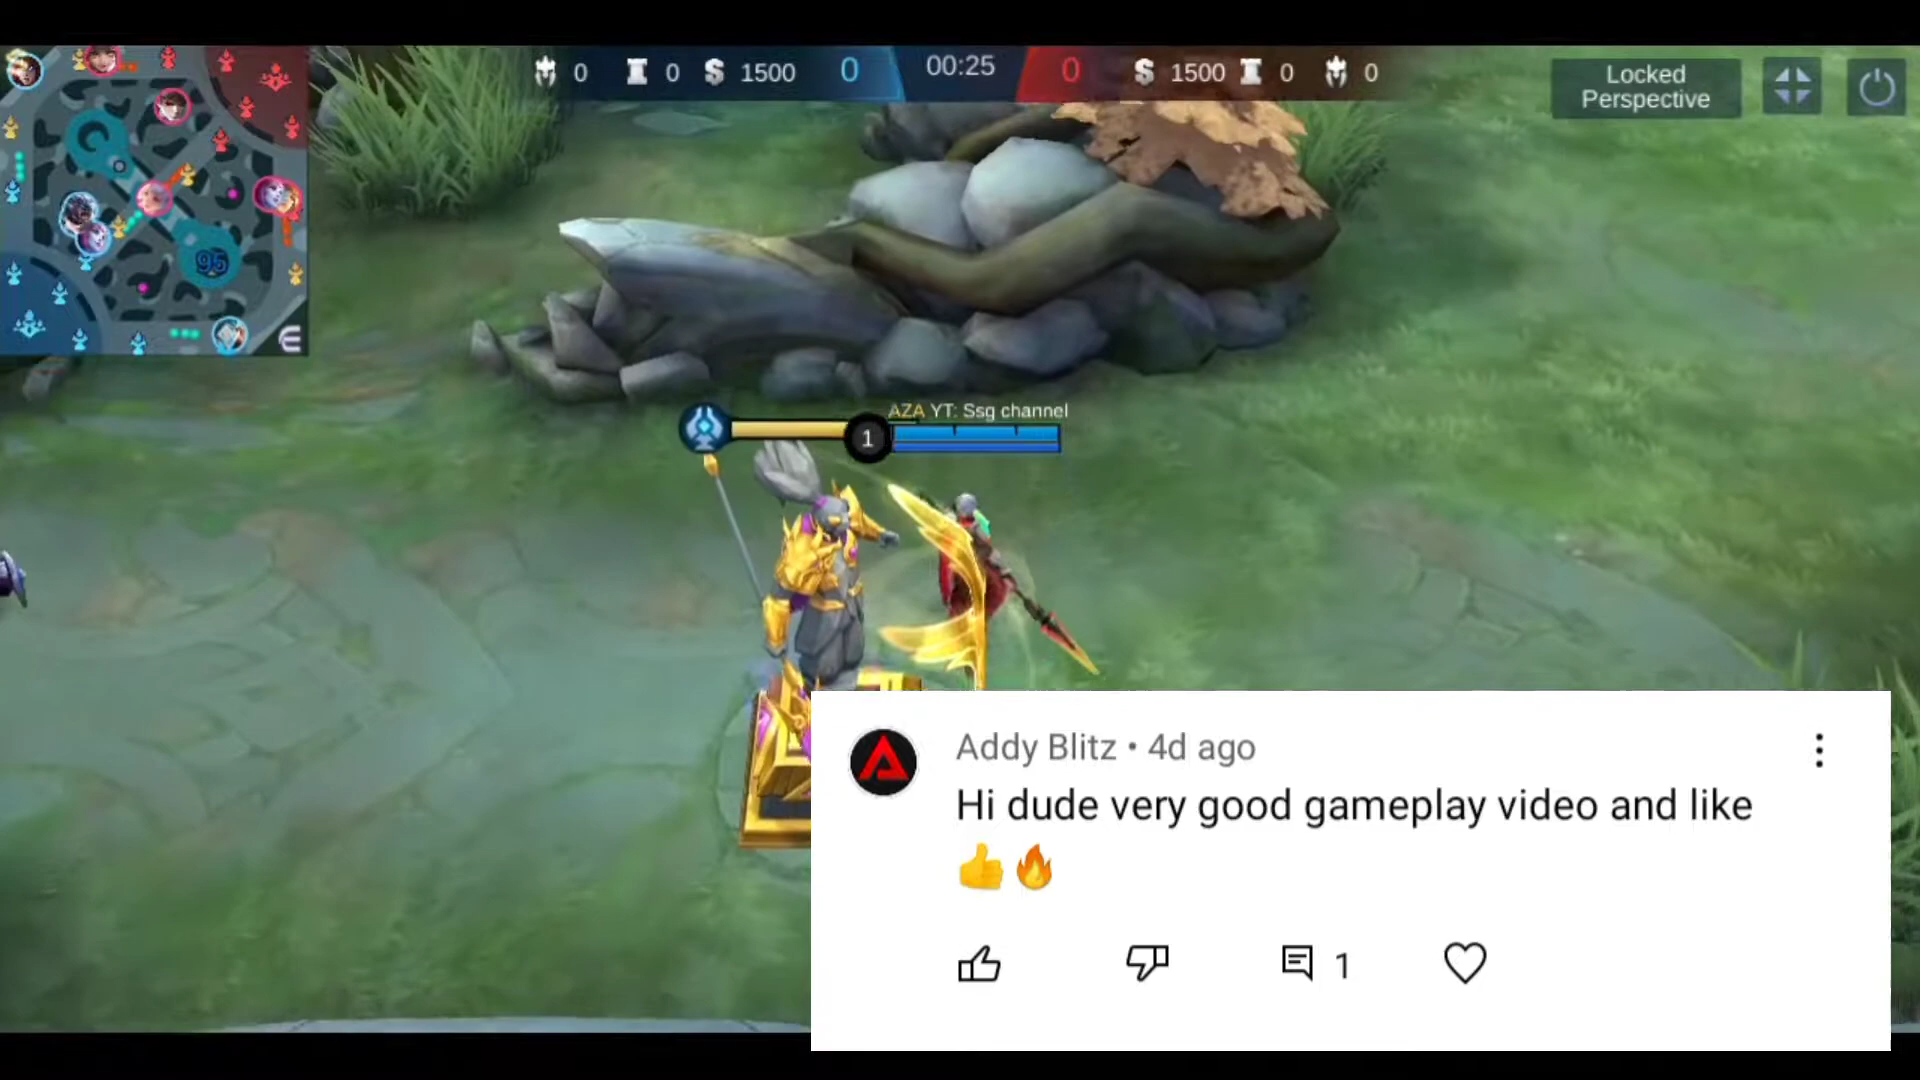 0 0 1500 0 00:25 0 1500 0 0
Locked
Perspective
95
AZA YT: Ssg channel
1
Addy Blitz • 4d ago
Hi dude very good gameplay video and like
👍🔥
1